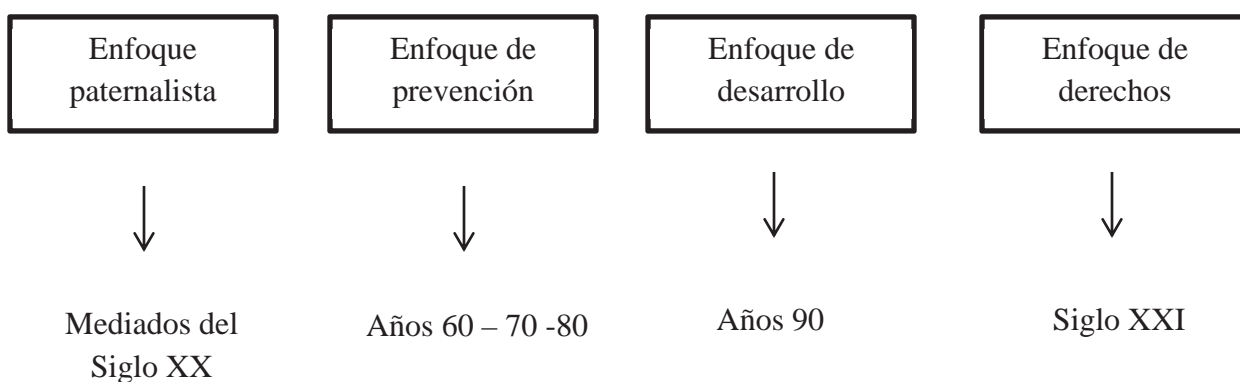 Enfoque
paternalista
Enfoque de
prevención
Enfoque de
desarrollo
Enfoque de
derechos
Mediados del
Siglo XX
Años 60 – 70 -80
Años 90
Siglo XXI